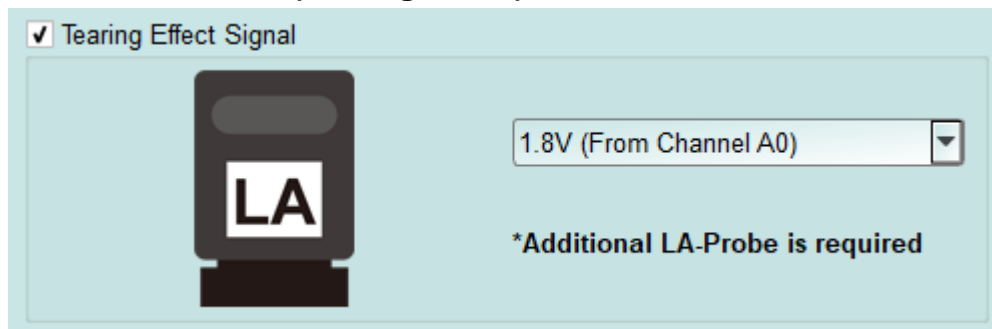 Tearing Effect Signal
1.8V (From Channel A0)
LA
*Additional LA-Probe is required